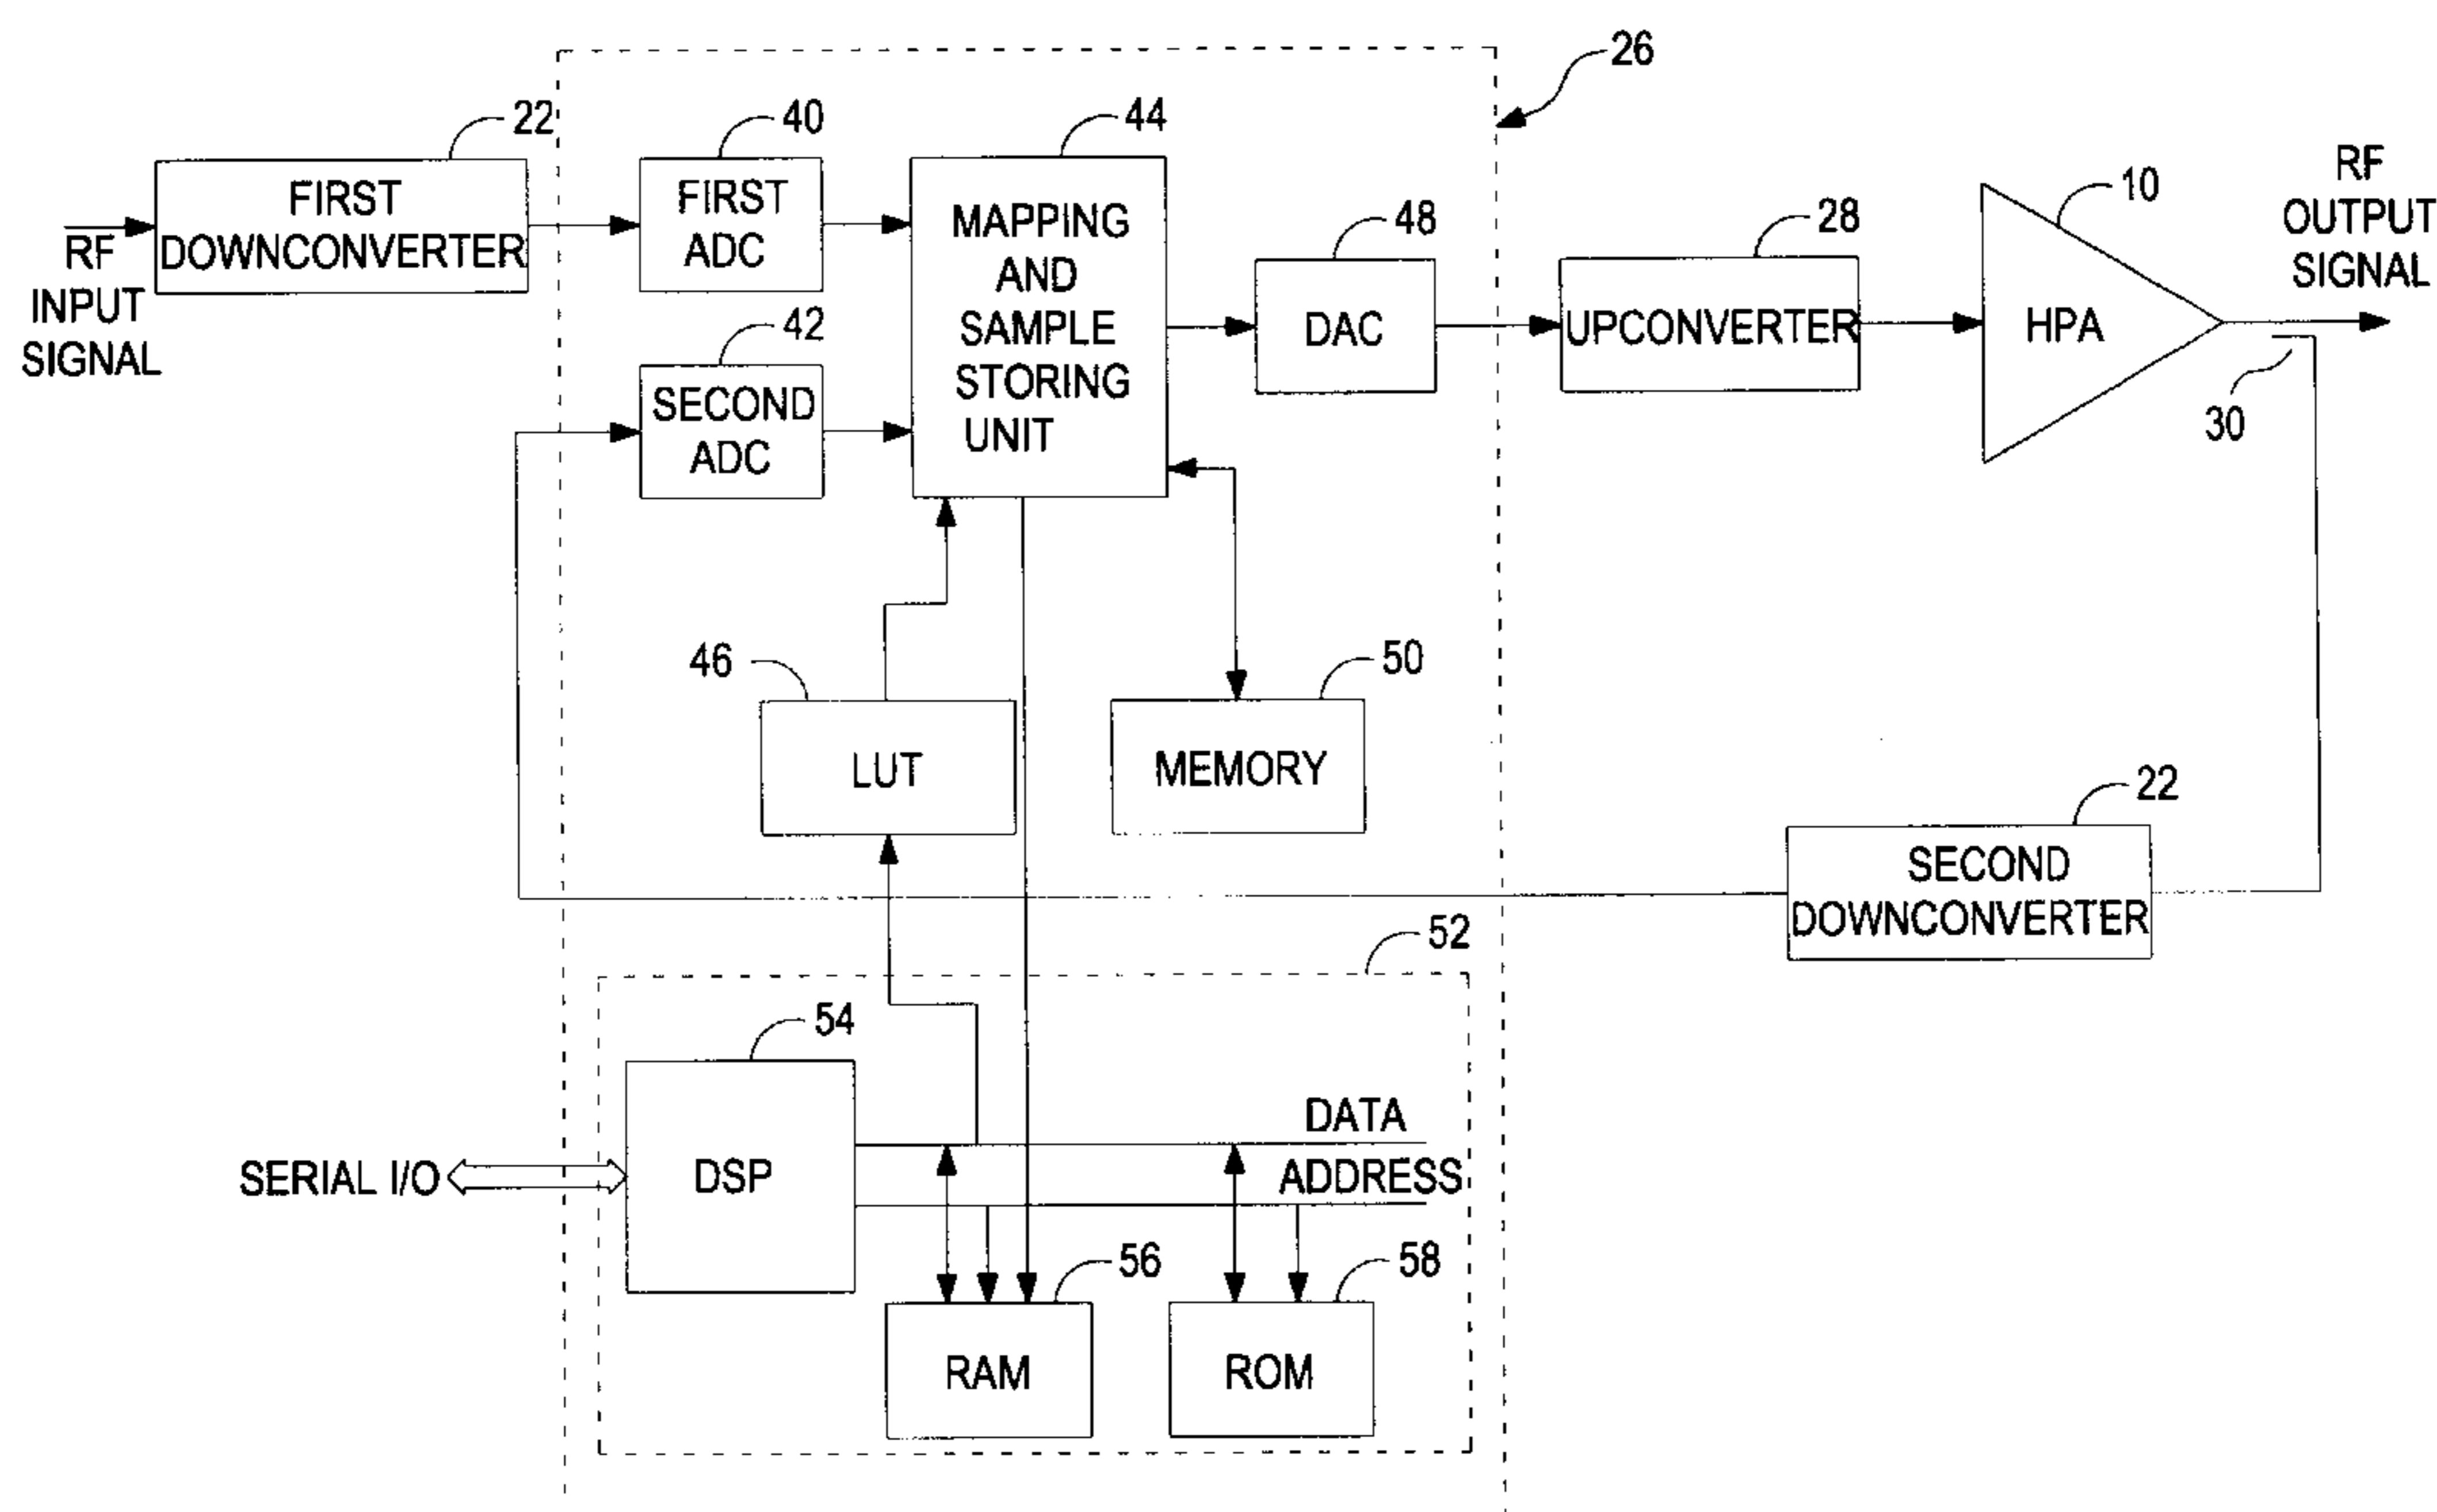 26
22
40
44
FIRST
DOWNCONVERTER
RF
INPUT
SIGNAL
FIRST
ADC
MAPPING
AND
SAMPLE
STORING
UNIT
48
DAC
28
UPCONVERTER
10
HPA
RF
OUTPUT
SIGNAL
30
42
SECOND
ADC
46
LUT
50
MEMORY
22
SECOND
DOWNCONVERTER
52
54
DSP
SERIAL I/O
DATA
ADDRESS
56
RAM
58
ROM